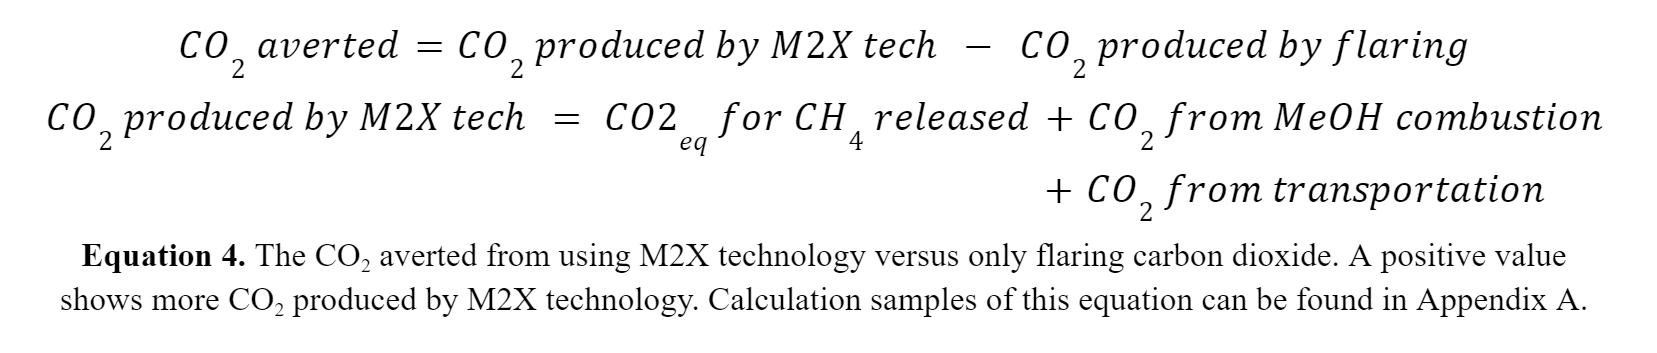 CO₂ averted = CO₂ produced by M2X tech − CO₂ produced by flaring
CO₂ produced by M2X tech = CO2_eq for CH₄ released + CO₂ from MeOH combustion
+ CO₂ from transportation
Equation 4. The CO₂ averted from using M2X technology versus only flaring carbon dioxide. A positive value
shows more CO₂ produced by M2X technology. Calculation samples of this equation can be found in Appendix A.